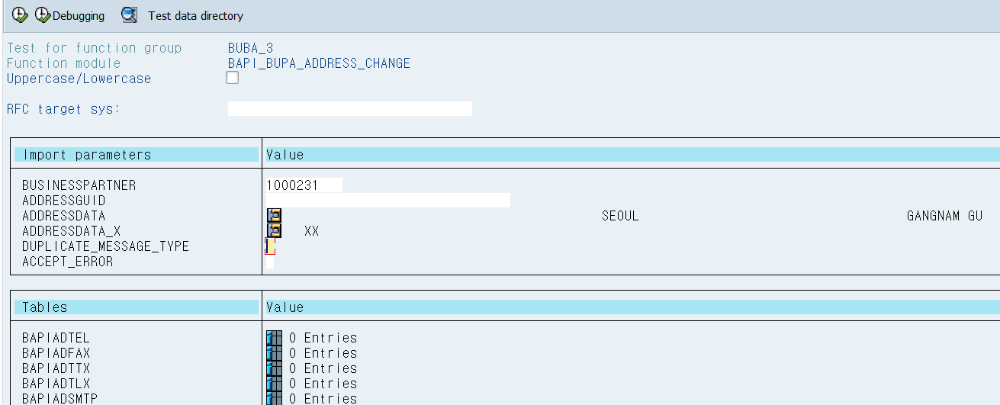 Debugging Test data directory
Test for function group BUBA_3
Function module BAPI_BUPA_ADDRESS_CHANGE
Uppercase/Lowercase
RFC target sys:
Import parameters Value
BUSINESSPARTNER 1000231
ADDRESSGUID
ADDRESSDATA SEOUL GANGNAM GU
ADDRESSDATA_X XX
DUPLICATE_MESSAGE_TYPE
ACCEPT_ERROR
Tables Value
BAPIADTEL 0 Entries
BAPIADFAX 0 Entries
BAPIADTTX 0 Entries
BAPIADTLX 0 Entries
BAPIADSMTP 0 Entries